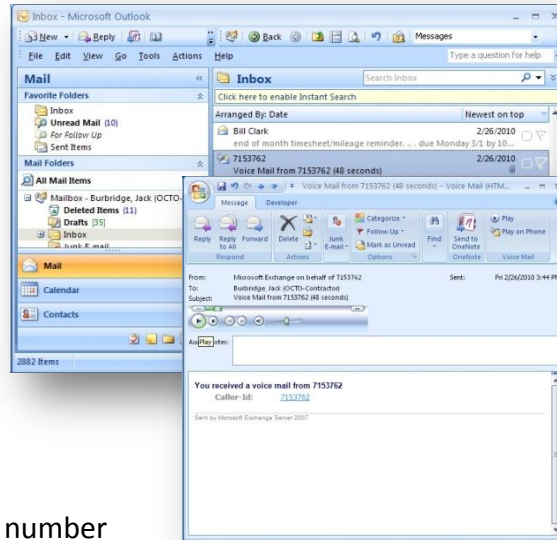 Inbox - Microsoft Outlook
New Reply Back Messages
File Edit View Go Tools Actions Help Type a question for help
Mail
Favorite Folders
Inbox
Unread Mail (10)
For Follow Up
Sent Items
Mail Folders
All Mail Items
Mailbox - Burbridge, Jack (OCTO-
Deleted Items (11)
Drafts [35]
Inbox
Junk E-mail
Mail
Calendar
Contacts
2882 Items
Inbox Search Inbox
Click here to enable Instant Search
Arranged By: Date Newest on top
Bill Clark 2/26/2010
end of month timesheet/mileage reminder. . . due Monday 3/1 by 10...
7153762 2/26/2010
Voice Mail from 7153762 (48 seconds)
Voice Mail from 7153762 (48 seconds) - Voice Mail (HTM...
Message Developer
Reply Reply to All Forward Delete Junk E-mail Categorize Follow Up Mark as Unread Find Send to OneNote Play Play on Phone
Respond Actions Options OneNote Voice Mail
From: Microsoft Exchange on behalf of 7153762 Sent: Fri 2/26/2010 3:44 PM
To: Burbridge, Jack (OCTO-Contractor)
Subject: Voice Mail from 7153762 (48 seconds)
Play otes:
You received a voice mail from 7153762
Caller-Id: 7153762
Sent by Microsoft Exchange Server 2007
number